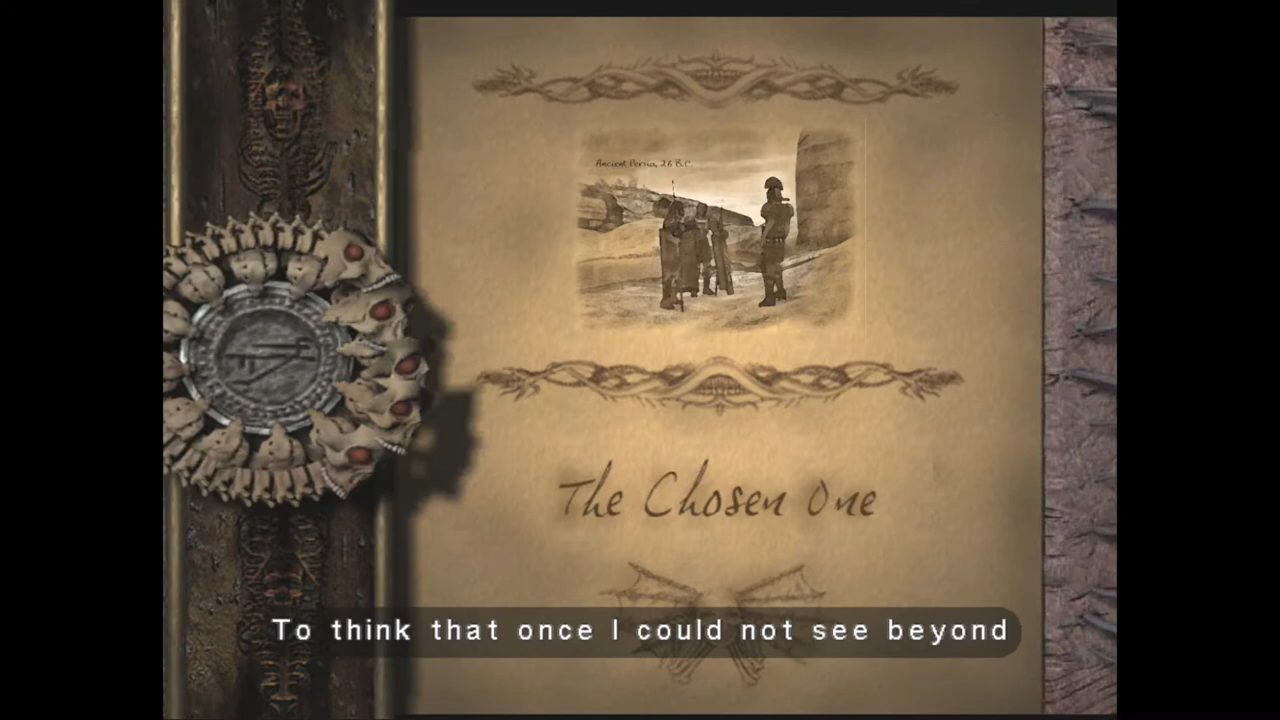 Ancient Persia, 26 B.C.
The Chosen One
To think that once I could not see beyond